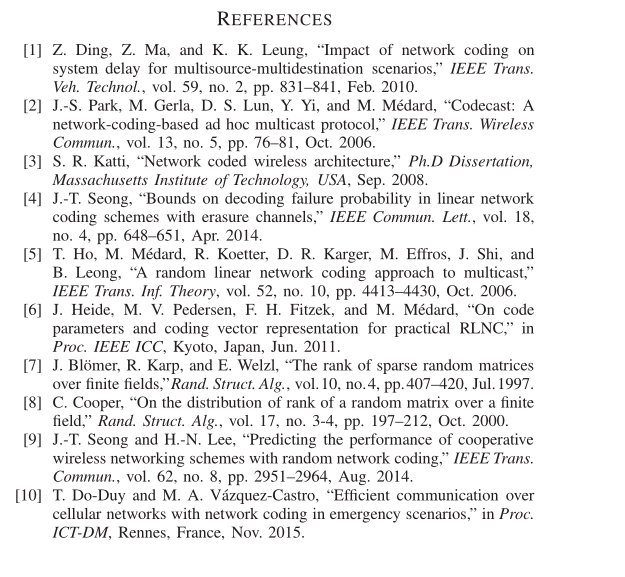 REFERENCES
[1] Z. Ding, Z. Ma, and K. K. Leung, “Impact of network coding on
system delay for multisource-multidestination scenarios,” IEEE Trans.
Veh. Technol., vol. 59, no. 2, pp. 831–841, Feb. 2010.
[2] J.-S. Park, M. Gerla, D. S. Lun, Y. Yi, and M. Médard, “Codecast: A
network-coding-based ad hoc multicast protocol,” IEEE Trans. Wireless
Commun., vol. 13, no. 5, pp. 76–81, Oct. 2006.
[3] S. R. Katti, “Network coded wireless architecture,” Ph.D Dissertation,
Massachusetts Institute of Technology, USA, Sep. 2008.
[4] J.-T. Seong, “Bounds on decoding failure probability in linear network
coding schemes with erasure channels,” IEEE Commun. Lett., vol. 18,
no. 4, pp. 648–651, Apr. 2014.
[5] T. Ho, M. Médard, R. Koetter, D. R. Karger, M. Effros, J. Shi, and
B. Leong, “A random linear network coding approach to multicast,”
IEEE Trans. Inf. Theory, vol. 52, no. 10, pp. 4413–4430, Oct. 2006.
[6] J. Heide, M. V. Pedersen, F. H. Fitzek, and M. Médard, “On code
parameters and coding vector representation for practical RLNC,” in
Proc. IEEE ICC, Kyoto, Japan, Jun. 2011.
[7] J. Blömer, R. Karp, and E. Welzl, “The rank of sparse random matrices
over finite fields,” Rand. Struct. Alg., vol. 10, no. 4, pp. 407–420, Jul. 1997.
[8] C. Cooper, “On the distribution of rank of a random matrix over a finite
field,” Rand. Struct. Alg., vol. 17, no. 3-4, pp. 197–212, Oct. 2000.
[9] J.-T. Seong and H.-N. Lee, “Predicting the performance of cooperative
wireless networking schemes with random network coding,” IEEE Trans.
Commun., vol. 62, no. 8, pp. 2951–2964, Aug. 2014.
[10] T. Do-Duy and M. A. Vázquez-Castro, “Efficient communication over
cellular networks with network coding in emergency scenarios,” in Proc.
ICT-DM, Rennes, France, Nov. 2015.